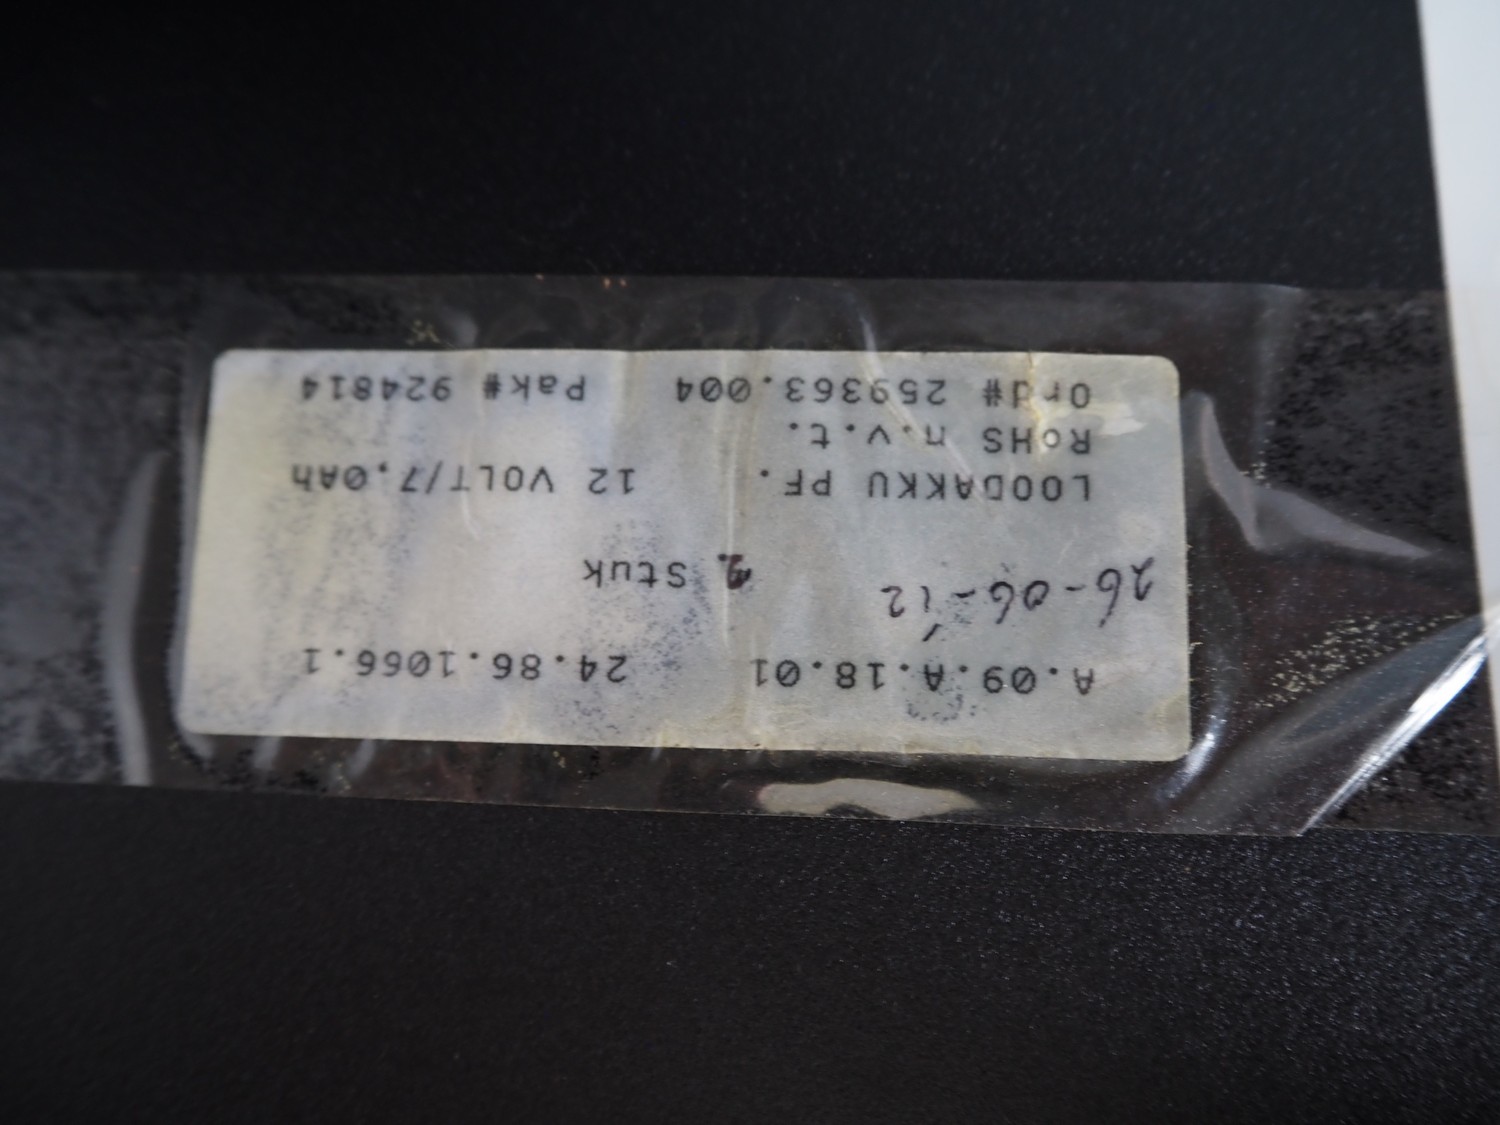 A.09.A.18.01 24.86.1066.1
26-06-12
Stuk
LOODAKKU PF. 12 VOLT/7,0Ah
RoHS n.v.t.
Ord# 259363.004 Pak# 924814